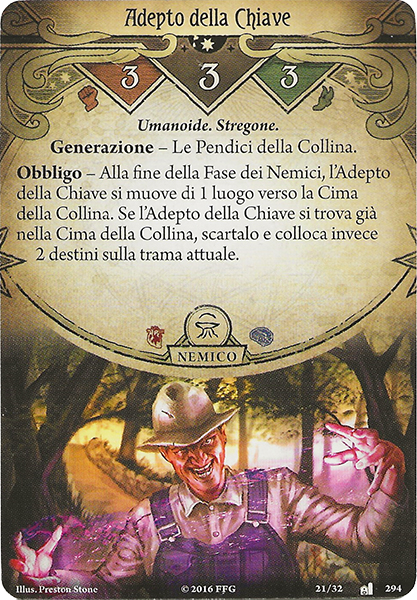 Adepto della Chiave
3 3 3
Umanoide. Stregone.
Generazione – Le Pendici della Collina.
Obbligo – Alla fine della Fase dei Nemici, l'Adepto
della Chiave si muove di 1 luogo verso la Cima
della Collina. Se l'Adepto della Chiave si trova già
nella Cima della Collina, scartalo e colloca invece
2 destini sulla trama attuale.
NEMICO
Illus. Preston Stone
© 2016 FFG
21/32
294